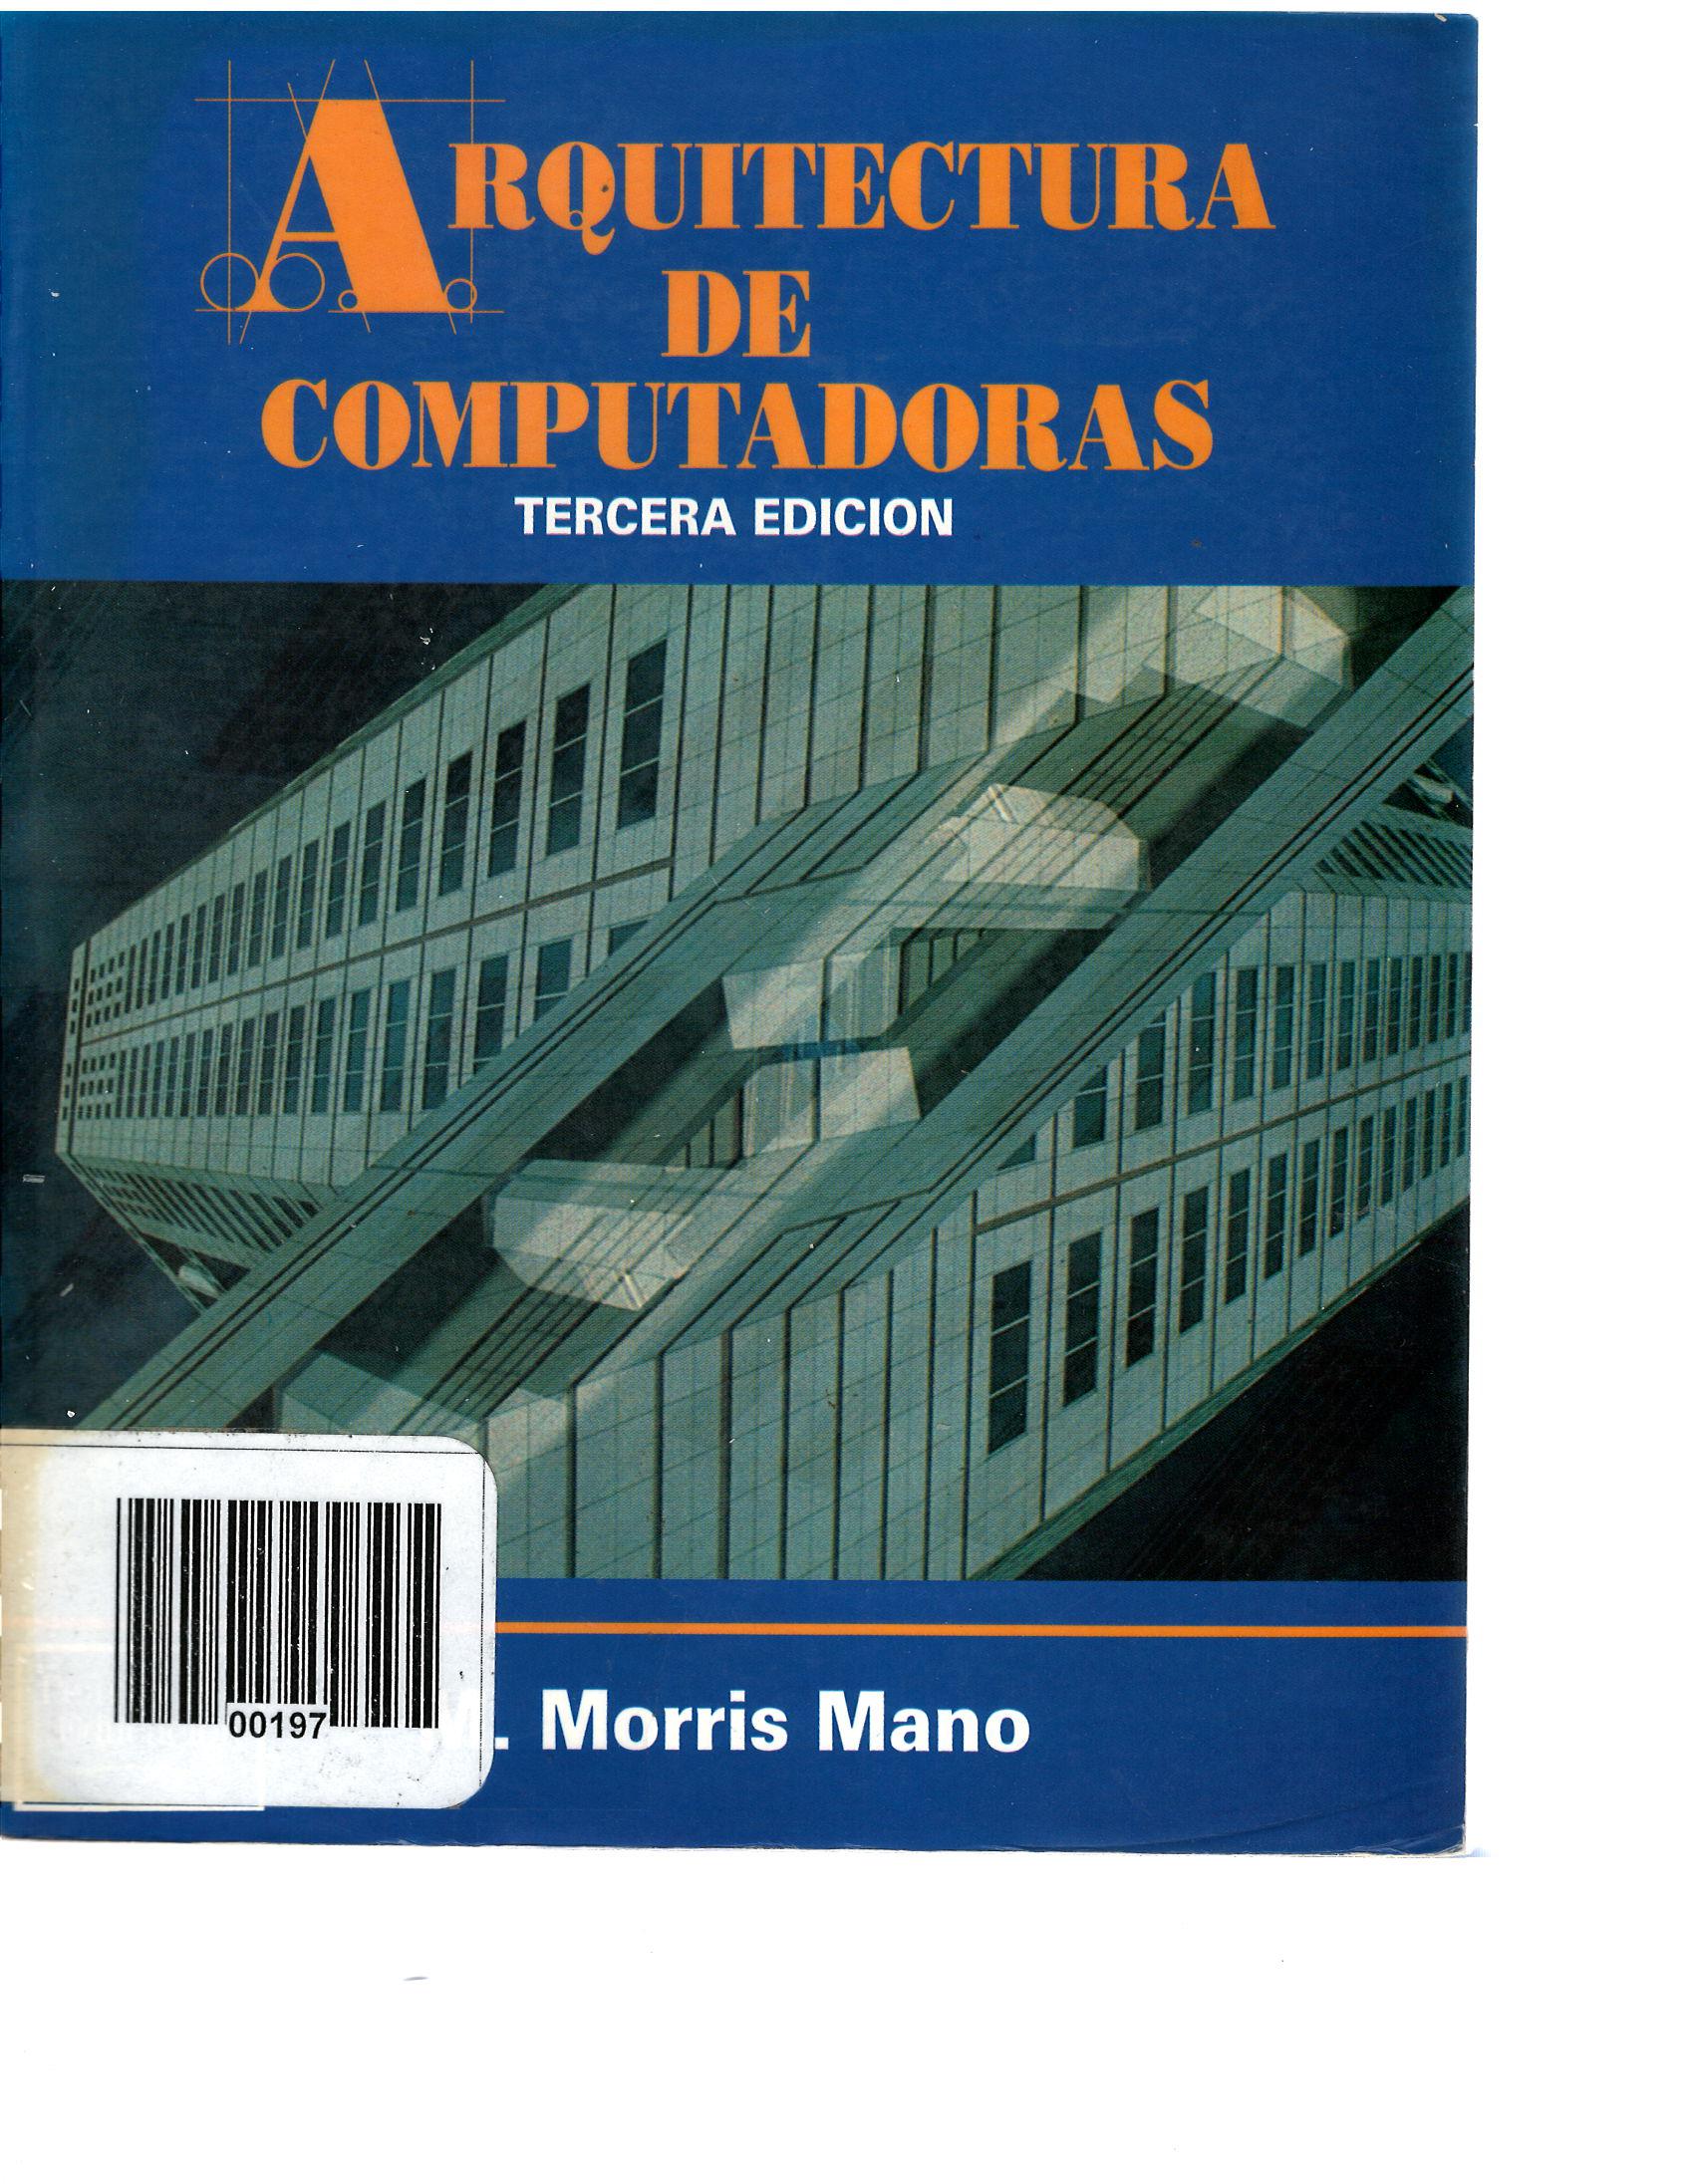 ARQUITECTURA
DE
COMPUTADORAS
TERCERA EDICION
00197
M. Morris Mano